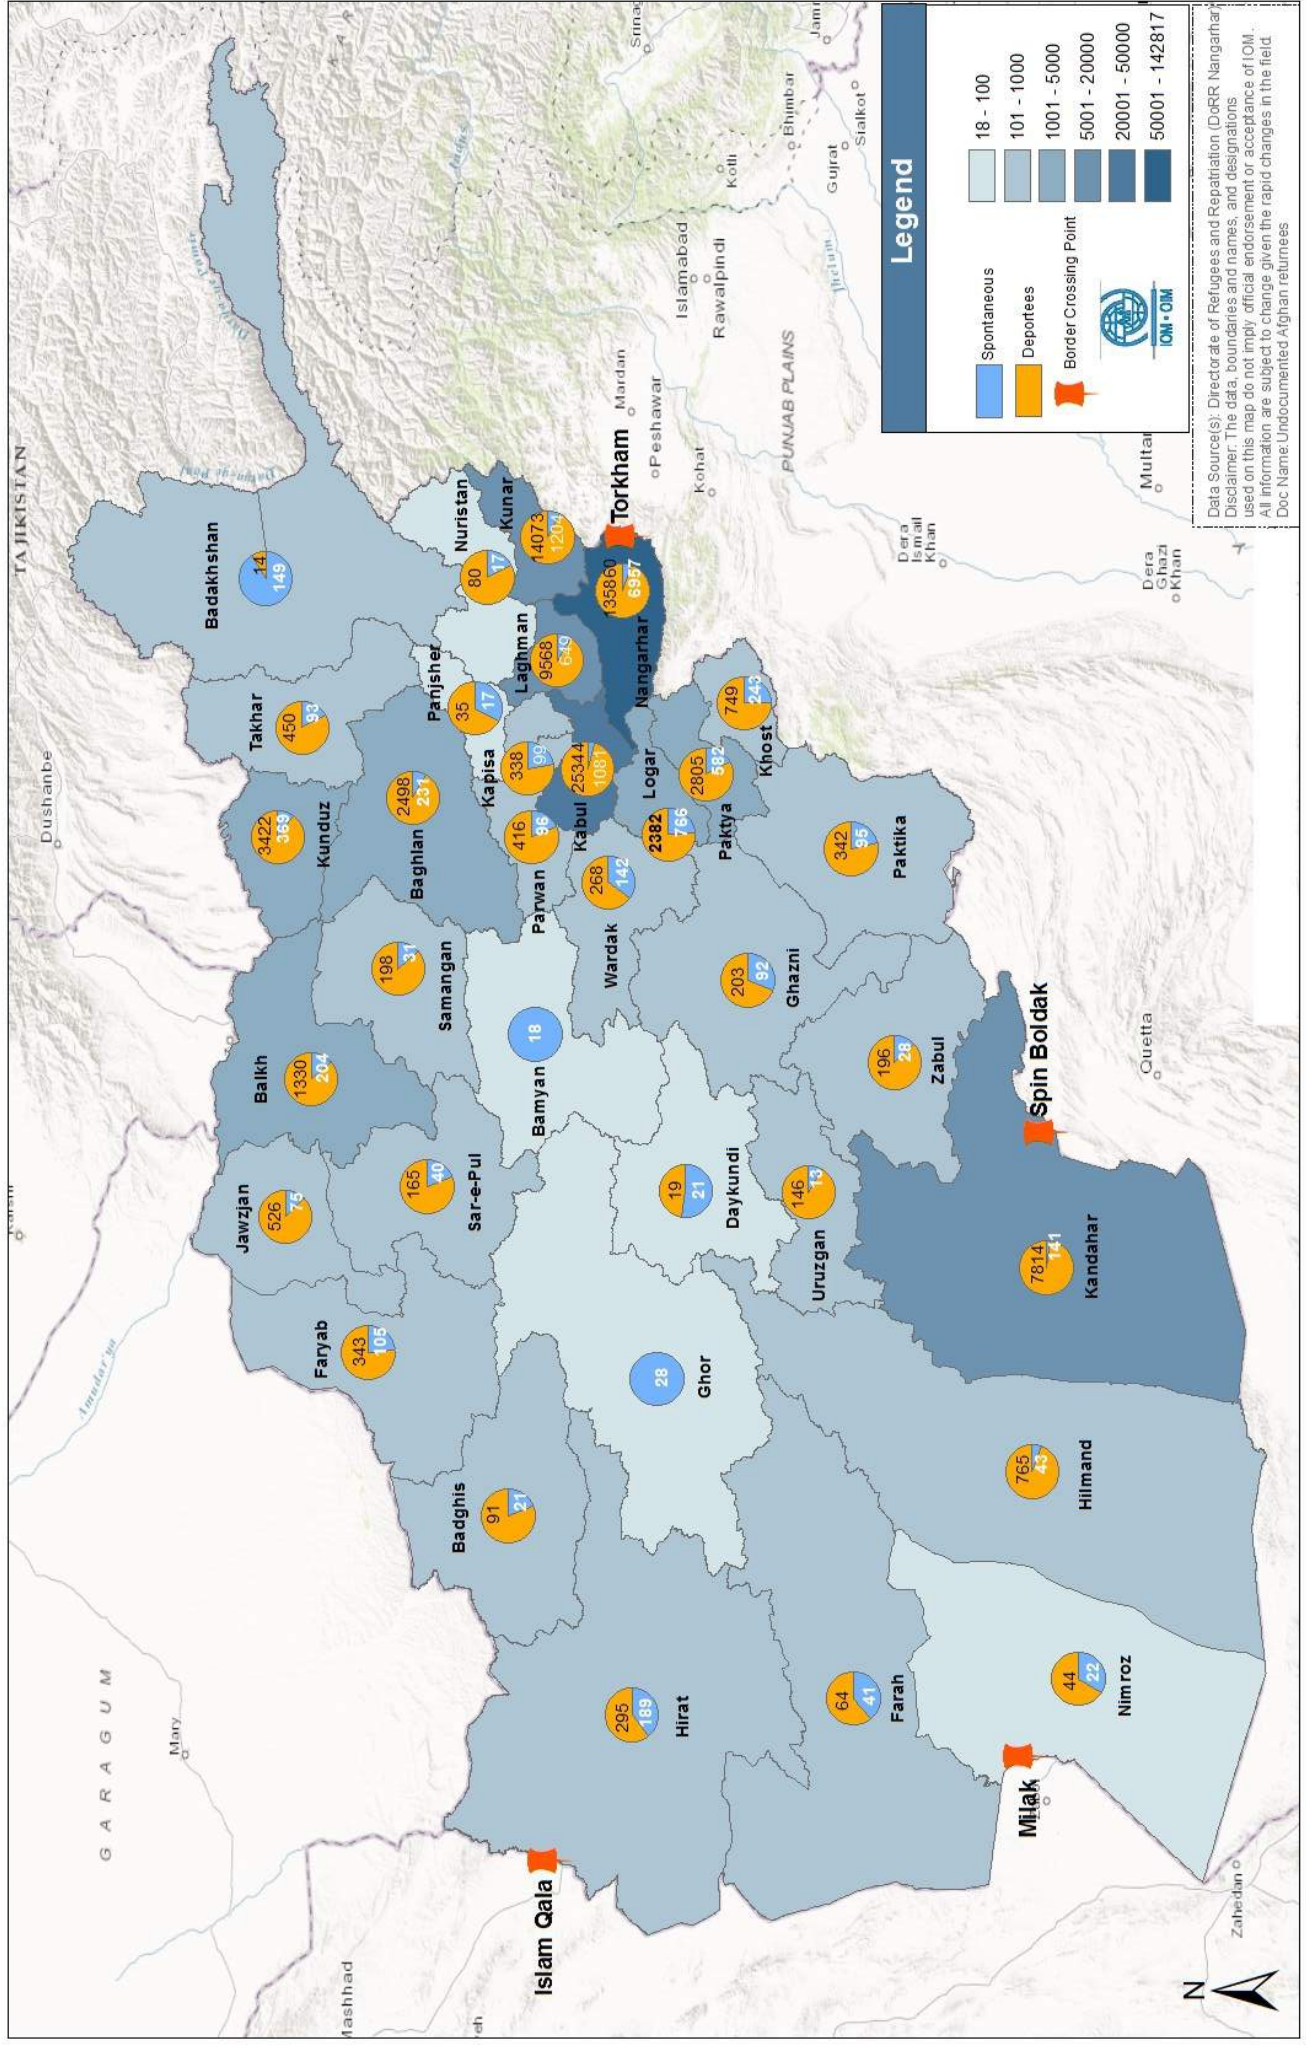 TAJIKISTAN
Dushanbe
GARAGUM
Mary
Amudar'ya
Badakhshan
14
149
Takhar
450
93
Kunduz
3422
369
Baghlan
2498
231
Balkh
1330
204
Samangan
198
31
Jawzjan
526
75
Sar-e-Pul
165
40
Faryab
343
105
Badghis
91
21
Nuristan
80
17
Kunar
14073
1204
Panjsher
35
17
Laghman
9568
649
Kapisa
338
99
Parwan
416
96
Kabul
25344
1081
Nangarhar
135860
6957
Torkham
Bamyan
18
Wardak
268
142
Logar
2382
766
Paktya
2805
582
Khost
749
243
Ghazni
203
92
Paktika
342
95
Daykundi
19
21
Ghor
28
Uruzgan
146
13
Zabul
196
28
Hirat
295
189
Islam Qala
Farah
64
41
Nimroz
44
22
Milak
Hilmand
765
43
Kandahar
7814
141
Spin Boldak
Quetta
Zahedan
Mardan
Peshawar
Kohat
Islamabad
Rawalpindi
Kotli
Bhimbar
Gujrat
Sialkot
PUNJAB PLAINS
Dera
Ismail
Khan
Dera
Ghazi
Khan
N
Legend
Spontaneous
Deportees
Border Crossing Point
IOM • OIM
18 - 100
101 - 1000
1001 - 5000
5001 - 20000
20001 - 50000
50001 - 142817
Data Source(s): Directorate of Refugees and Repatriation (DoRR Nangarhar)
Disclaimer: The data, boundaries and names, and designations
used on this map do not imply official endorsement or acceptance of IOM.
All information are subject to change given the rapid changes in the field.
Doc Name:Undocumented Afghan returnees